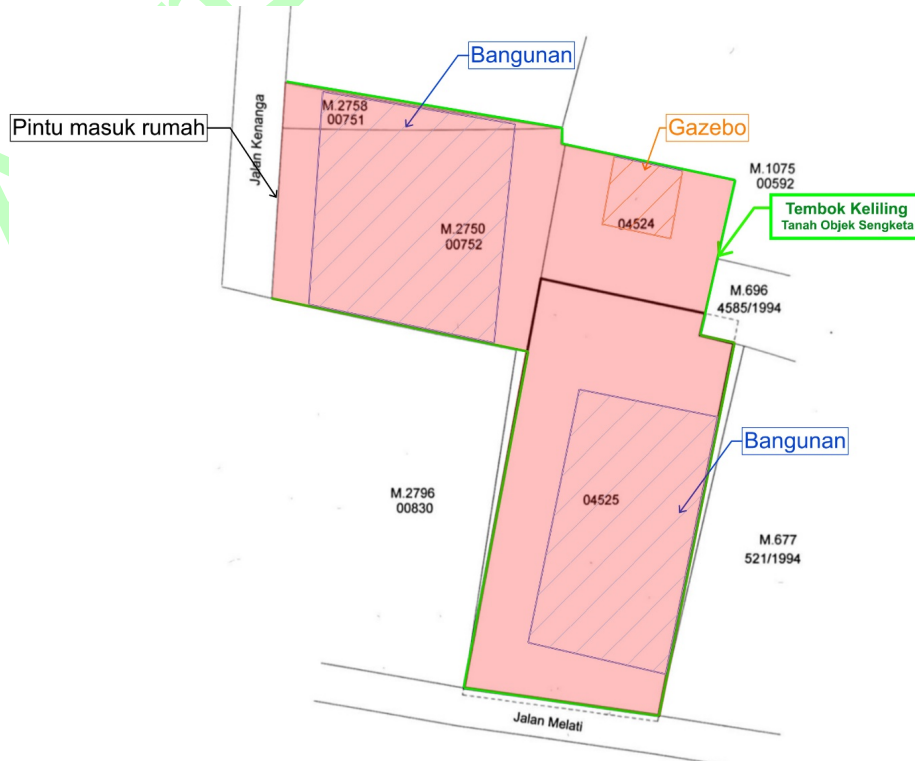 Bangunan
M.2758
00751
Pintu masuk rumah
Gazebo
Jalan Kenanga
M.1075
00592
Tembok Keliling
Tanah Objek Sengketa
04524
M.2750
00752
M.696
4585/1994
Bangunan
M.2796
00830
04525
M.677
521/1994
Jalan Melati